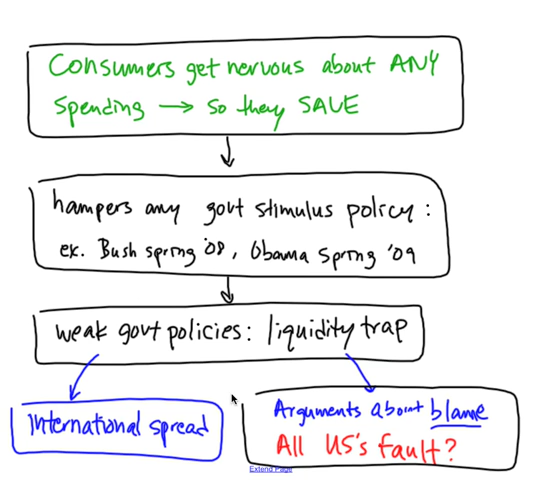 Consumers get nervous about ANY
spending → so they SAVE
hampers any govt stimulus policy:
ex. Bush spring '08, Obama Spring '09
weak govt policies: liquidity trap
International spread
Arguments about blame
All US's fault?
Extend Page